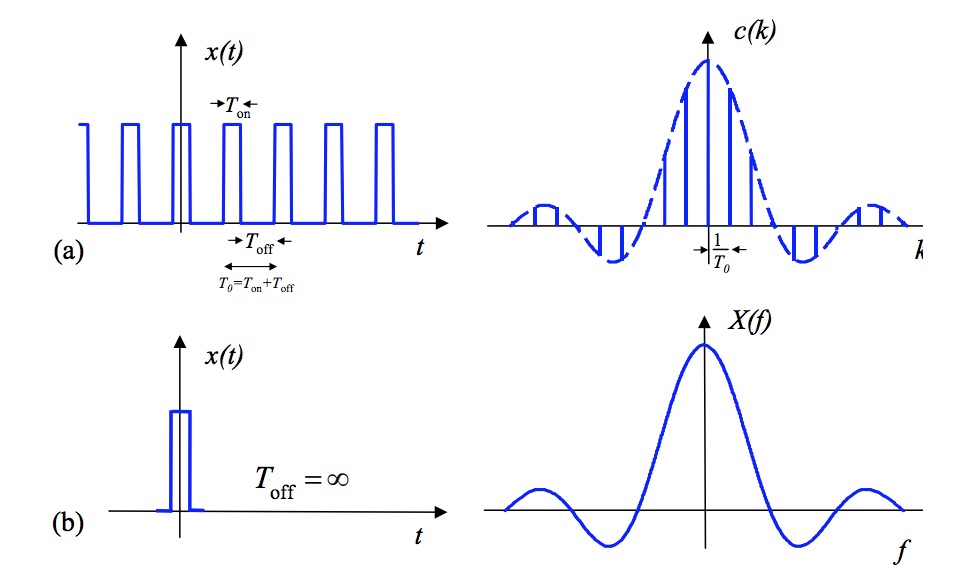 x(t)
c(k)
T_on
(a)
T_off
t
1/T_0
k
T_0=T_on+T_off
x(t)
X(f)
T_off = ∞
(b)
t
f